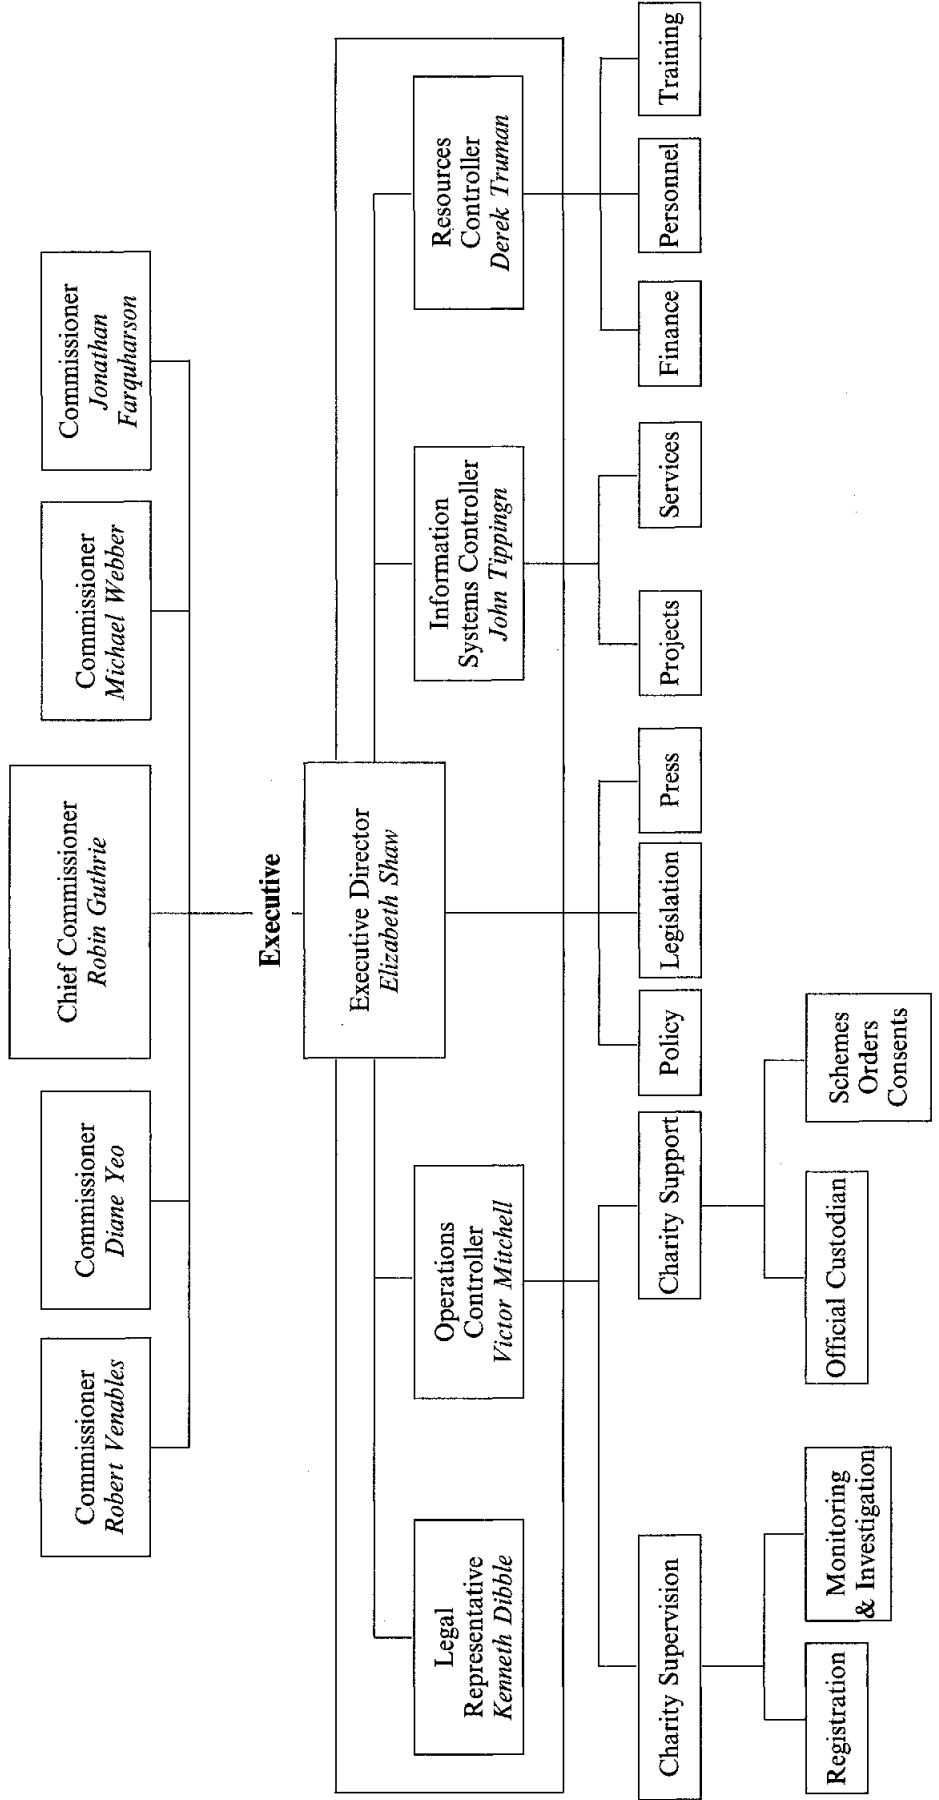 Commissioner
Robert Venables
Commissioner
Diane Yeo
Chief Commissioner
Robin Guthrie
Commissioner
Michael Webber
Commissioner
Jonathan
Farquharson
Executive
Executive Director
Elizabeth Shaw
Legal
Representative
Kenneth Dibble
Operations
Controller
Victor Mitchell
Information
Systems Controller
John Tippingn
Resources
Controller
Derek Truman
Charity Supervision
Charity Support
Policy
Legislation
Press
Projects
Services
Finance
Personnel
Training
Registration
Monitoring
& Investigation
Official Custodian
Schemes
Orders
Consents